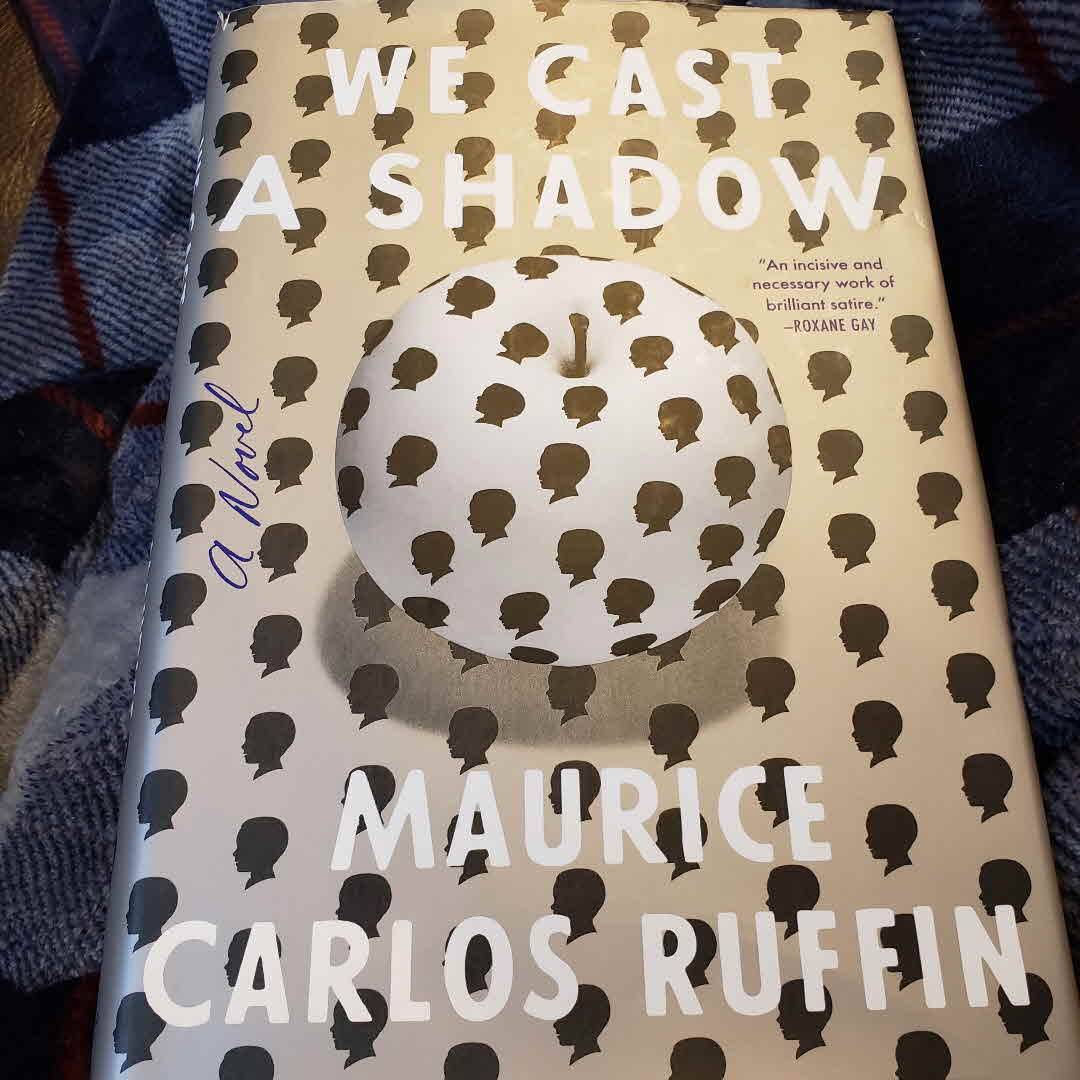 WE CAST
A SHADOW
"An incisive and
necessary work of
brilliant satire."
—ROXANE GAY
a Novel
MAURICE
CARLOS RUFFIN